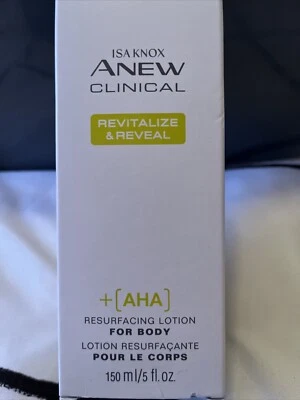 ISA KNOX
ANEW
CLINICAL
REVITALIZE
& REVEAL
+[AHA]
RESURFACING LOTION
FOR BODY
LOTION RESURFAÇANTE
POUR LE CORPS
150 ml/5 fl. oz.